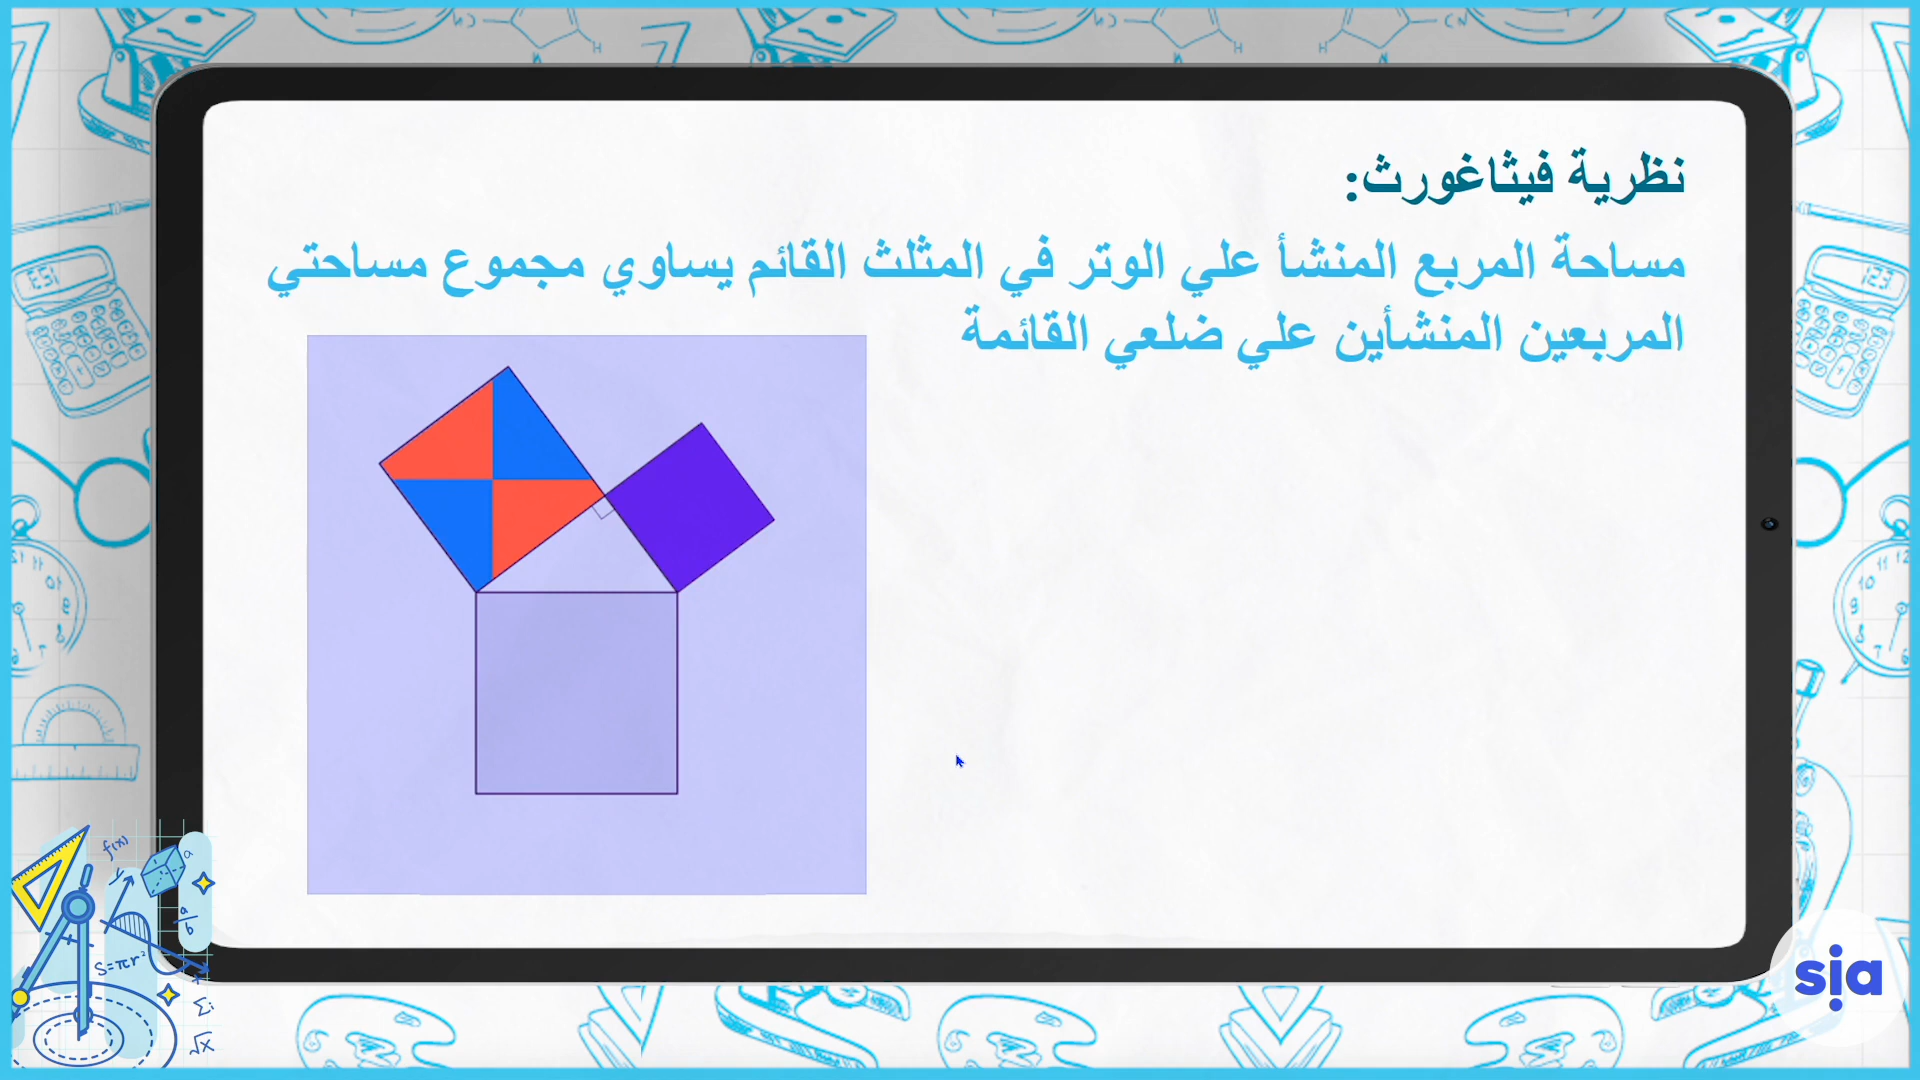 نظرية فيثاغورث:
مساحة المربع المنشأ علي الوتر في المثلث القائم يساوي مجموع مساحتي
المربعين المنشأين علي ضلعي القائمة
f(x)
y
a
a
b
S=πr²
Σ
√x
sia